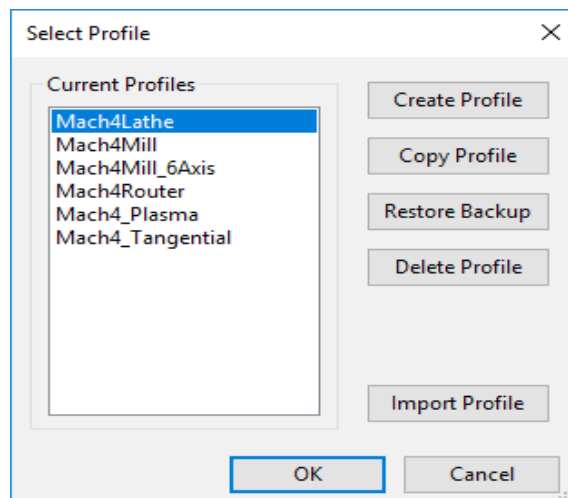 Select Profile
Current Profiles
Mach4Lathe
Mach4Mill
Mach4Mill_6Axis
Mach4Router
Mach4_Plasma
Mach4_Tangential
Create Profile
Copy Profile
Restore Backup
Delete Profile
Import Profile
OK
Cancel